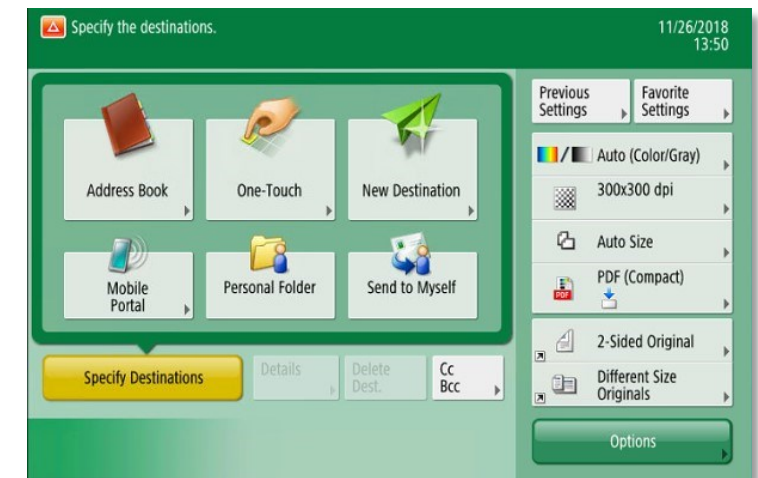 Specify the destinations.
11/26/2018
13:50
Address Book
One-Touch
New Destination
Mobile
Portal
Personal Folder
Send to Myself
Specify Destinations
Details
Delete
Dest.
Cc
Bcc
Previous
Settings
Favorite
Settings
Auto (Color/Gray)
300x300 dpi
Auto Size
PDF
PDF (Compact)
2-Sided Original
Different Size
Originals
Options